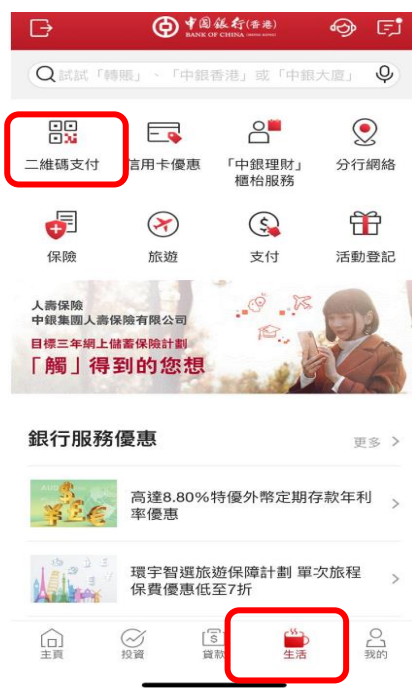 中國銀行(香港)
BANK OF CHINA (HONG KONG)
試試「轉賬」、「中銀香港」或「中銀大廈」
二維碼支付
信用卡優惠
「中銀理財」
櫃枱服務
分行網絡
保險
旅遊
支付
活動登記
人壽保險
中銀集團人壽保險有限公司
目標三年網上儲蓄保險計劃
「觸」得到的您想
銀行服務優惠
更多 >
高達8.80%特優外幣定期存款年利
率優惠
環宇智選旅遊保障計劃 單次旅程
保費優惠低至7折
主頁
投資
貸款
生活
我的